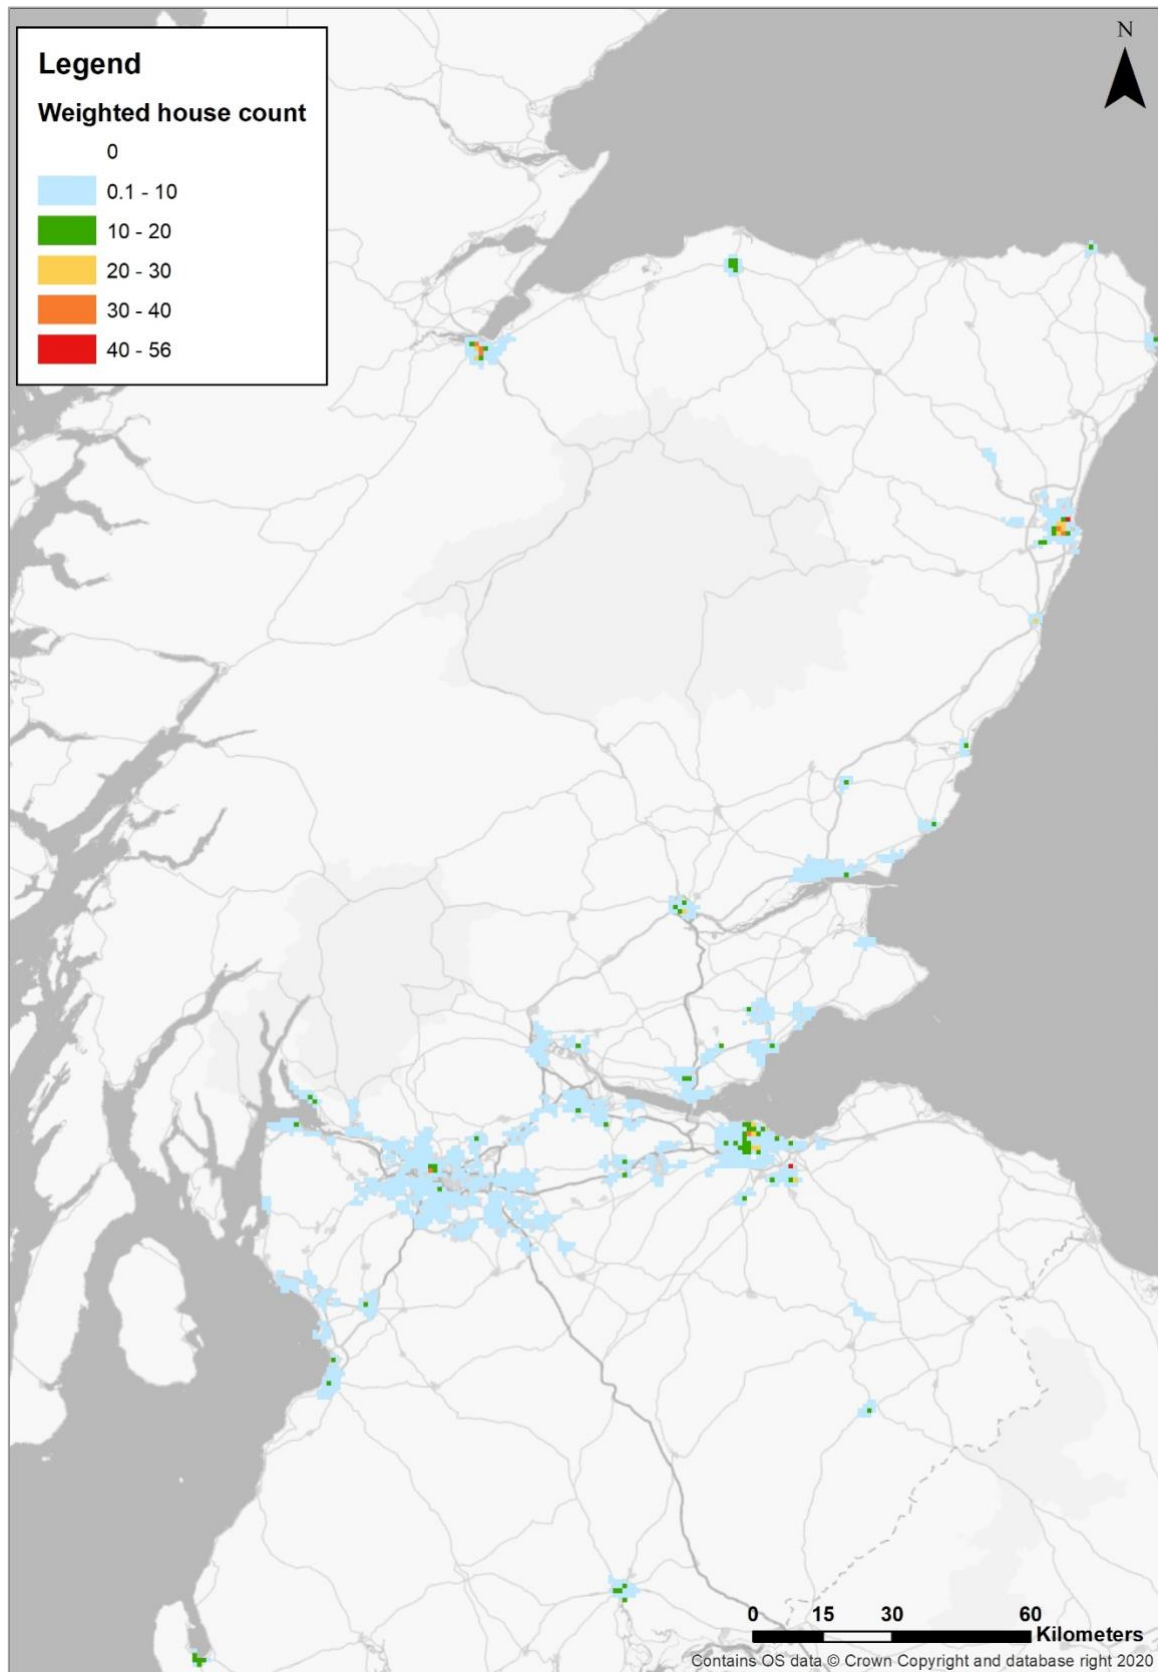 N
Legend
Weighted house count
0
0.1 - 10
10 - 20
20 - 30
30 - 40
40 - 56
0 15 30 60
Kilometers
Contains OS data © Crown Copyright and database right 2020